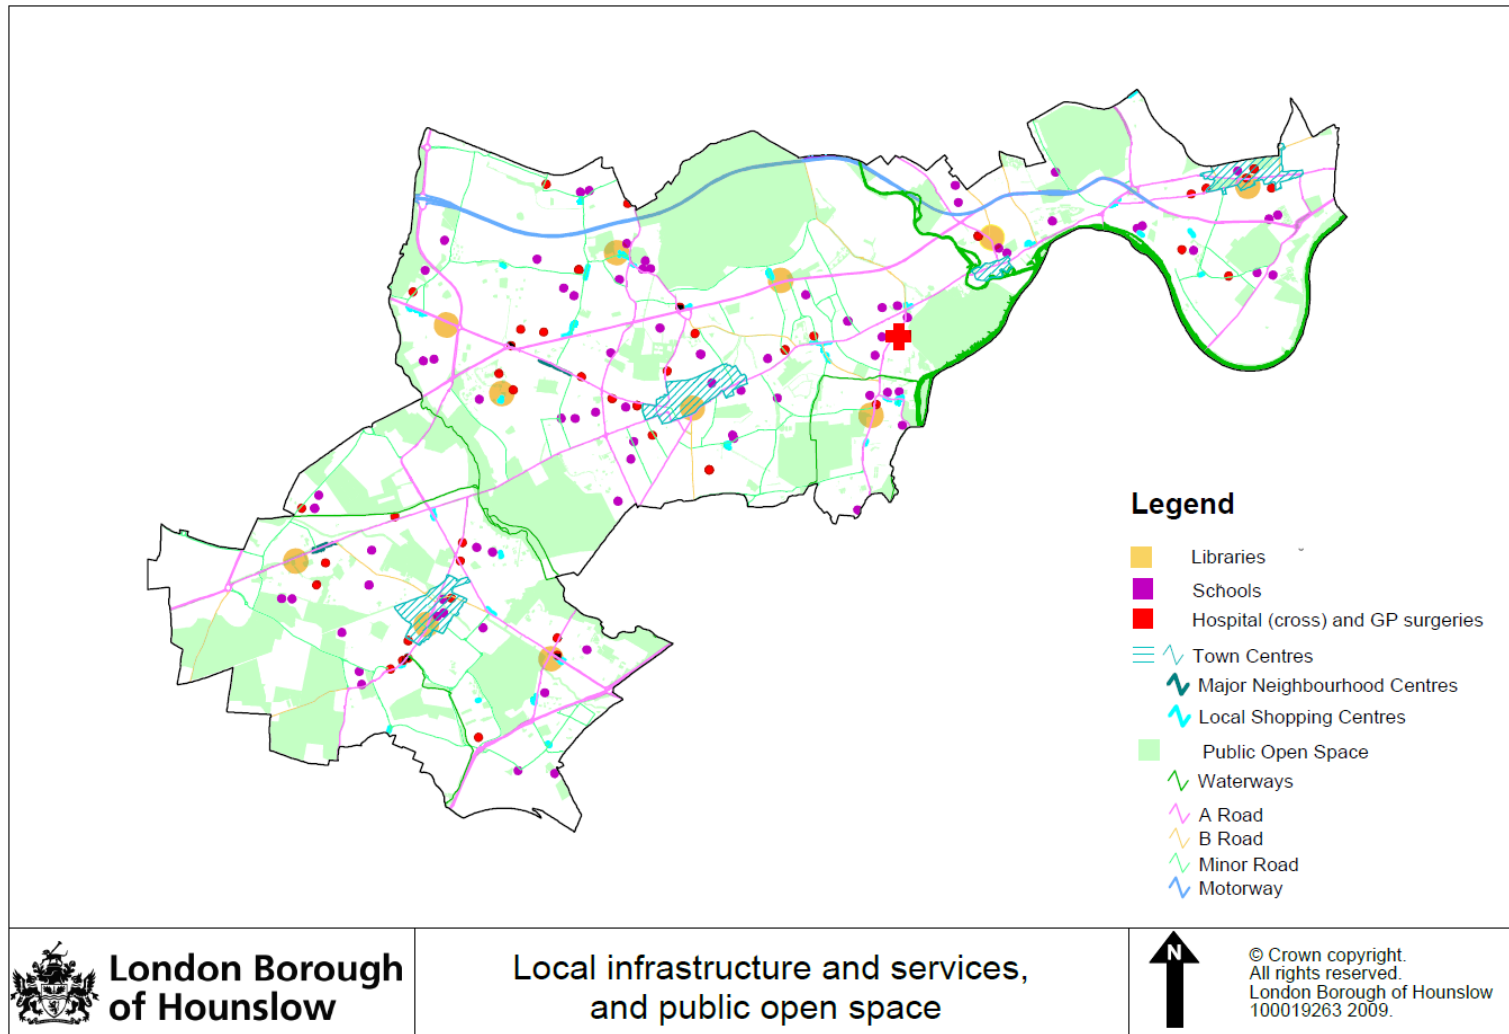 Legend
Libraries
Schools
Hospital (cross) and GP surgeries
Town Centres
Major Neighbourhood Centres
Local Shopping Centres
Public Open Space
Waterways
A Road
B Road
Minor Road
Motorway
London Borough
of Hounslow
Local infrastructure and services,
and public open space
N
© Crown copyright.
All rights reserved.
London Borough of Hounslow
100019263 2009.